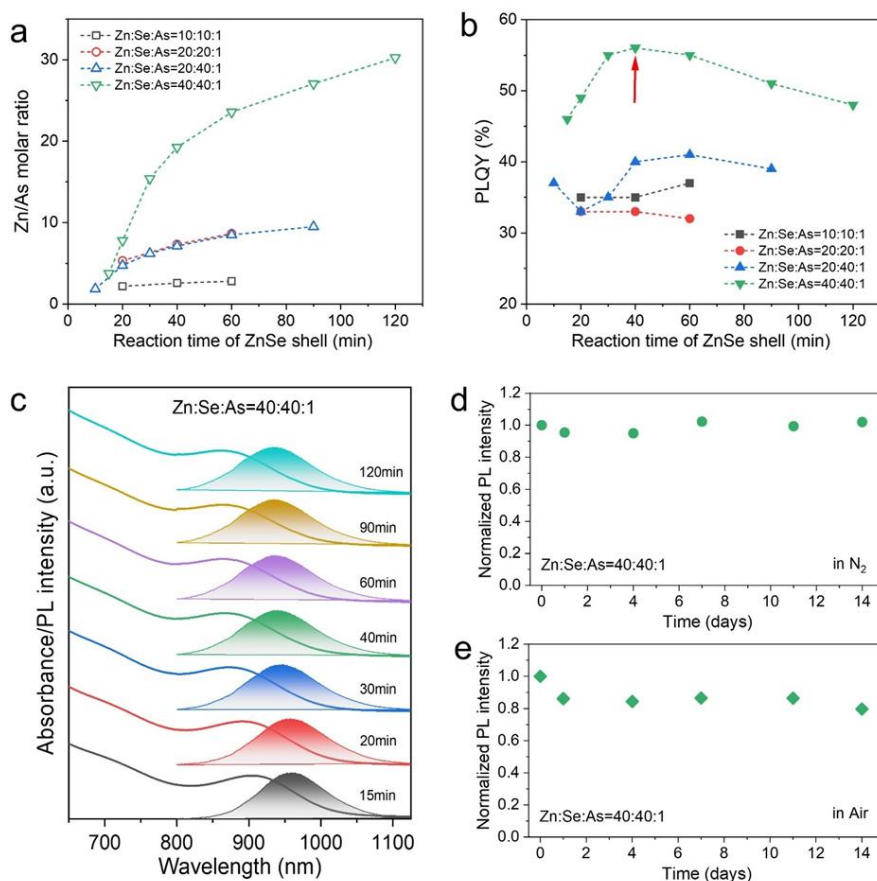 a
Zn:Se:As=10:10:1
Zn:Se:As=20:20:1
Zn:Se:As=20:40:1
Zn:Se:As=40:40:1
Zn/As molar ratio
30
20
10
0
0 20 40 60 80 100 120
Reaction time of ZnSe shell (min)
b
PLQY (%)
60
50
40
30
20
Zn:Se:As=10:10:1
Zn:Se:As=20:20:1
Zn:Se:As=20:40:1
Zn:Se:As=40:40:1
0 20 40 60 80 100 120
Reaction time of ZnSe shell (min)
c
Zn:Se:As=40:40:1
Absorbance/PL intensity (a.u.)
120min
90min
60min
40min
30min
20min
15min
700 800 900 1000 1100
Wavelength (nm)
d
Normalized PL intensity
1.2
1.0
0.8
0.6
0.4
0.2
0.0
Zn:Se:As=40:40:1
in N₂
0 2 4 6 8 10 12 14
Time (days)
e
Normalized PL intensity
1.2
1.0
0.8
0.6
0.4
0.2
0.0
Zn:Se:As=40:40:1
in Air
0 2 4 6 8 10 12 14
Time (days)